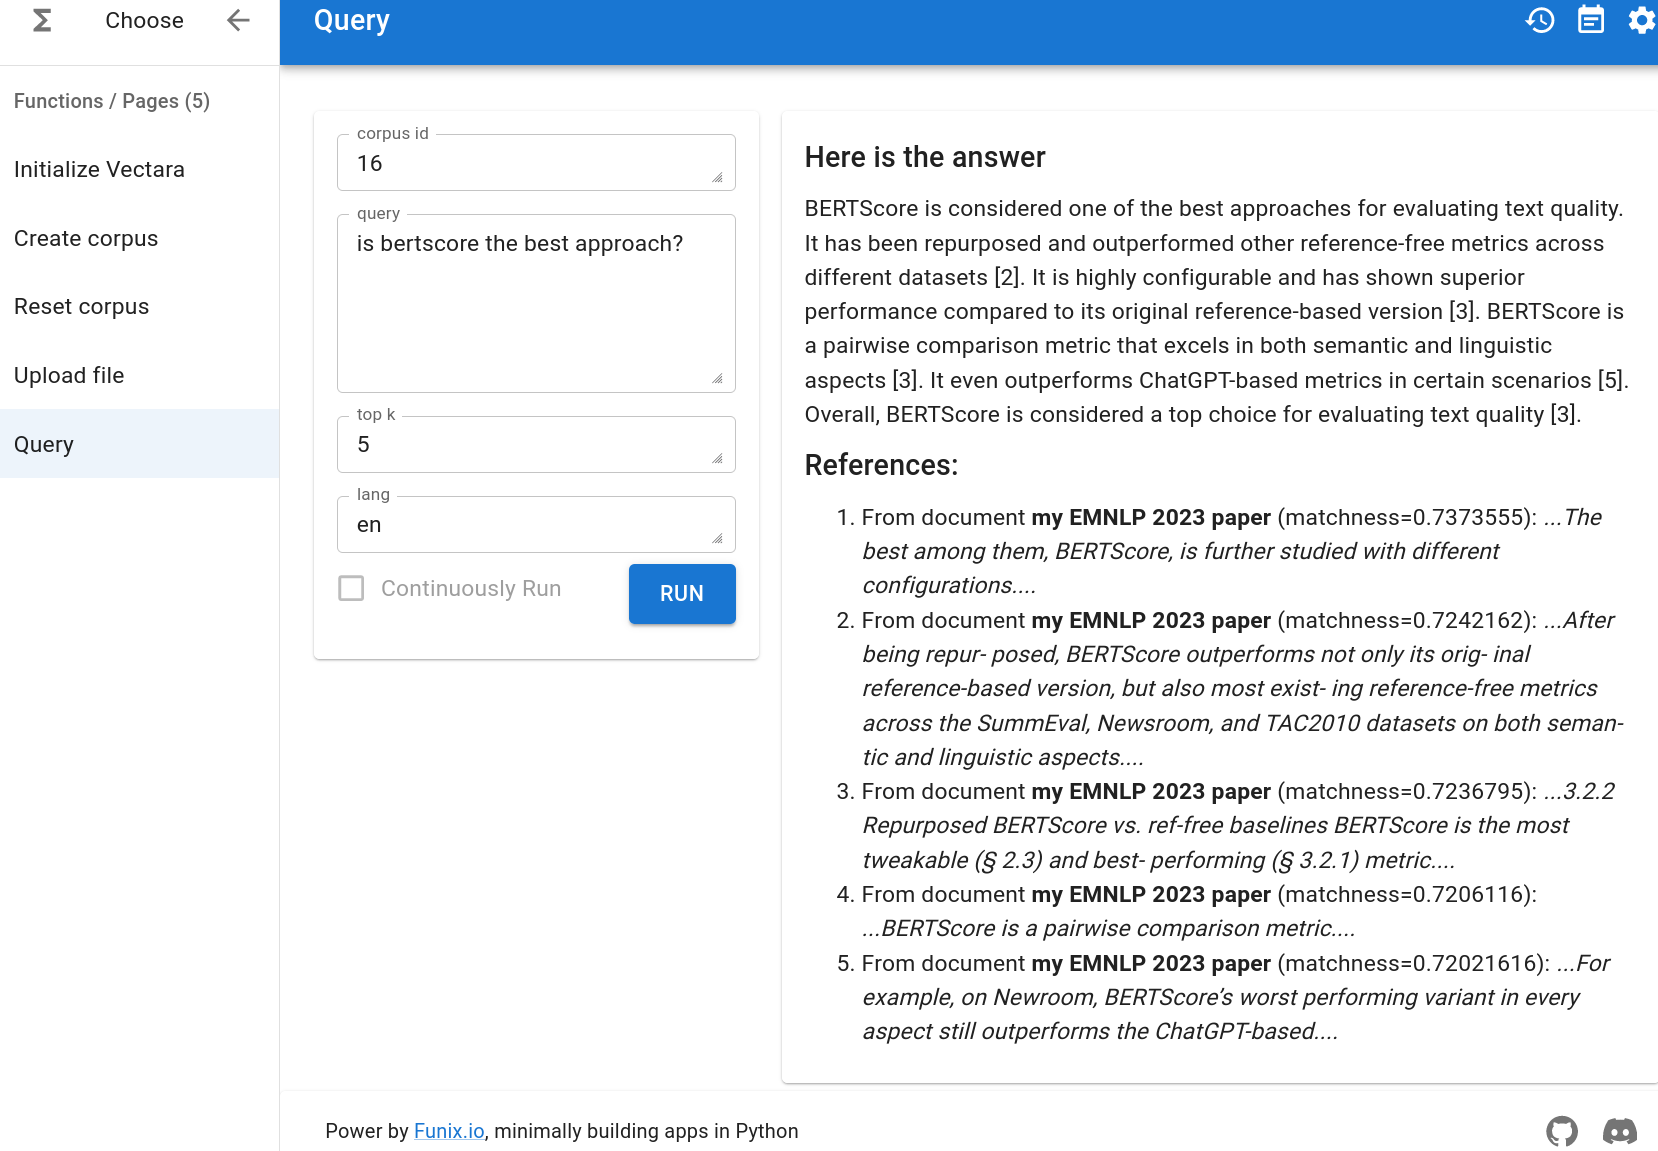 Choose
Query
Functions / Pages (5)
Initialize Vectara
Create corpus
Reset corpus
Upload file
Query
corpus id
16
query
is bertscore the best approach?
top k
5
lang
en
Continuously Run
RUN
Here is the answer
BERTScore is considered one of the best approaches for evaluating text quality.
It has been repurposed and outperformed other reference-free metrics across
different datasets [2]. It is highly configurable and has shown superior
performance compared to its original reference-based version [3]. BERTScore is
a pairwise comparison metric that excels in both semantic and linguistic
aspects [3]. It even outperforms ChatGPT-based metrics in certain scenarios [5].
Overall, BERTScore is considered a top choice for evaluating text quality [3].
References:
1. From document my EMNLP 2023 paper (matchness=0.7373555): ...The
best among them, BERTScore, is further studied with different
configurations....
2. From document my EMNLP 2023 paper (matchness=0.7242162): ...After
being repur- posed, BERTScore outperforms not only its orig- inal
reference-based version, but also most exist- ing reference-free metrics
across the SummEval, Newsroom, and TAC2010 datasets on both seman-
tic and linguistic aspects....
3. From document my EMNLP 2023 paper (matchness=0.7236795): ...3.2.2
Repurposed BERTScore vs. ref-free baselines BERTScore is the most
tweakable (§ 2.3) and best- performing (§ 3.2.1) metric....
4. From document my EMNLP 2023 paper (matchness=0.7206116):
...BERTScore is a pairwise comparison metric....
5. From document my EMNLP 2023 paper (matchness=0.72021616): ...For
example, on Newroom, BERTScore’s worst performing variant in every
aspect still outperforms the ChatGPT-based....
Power by Funix.io, minimally building apps in Python